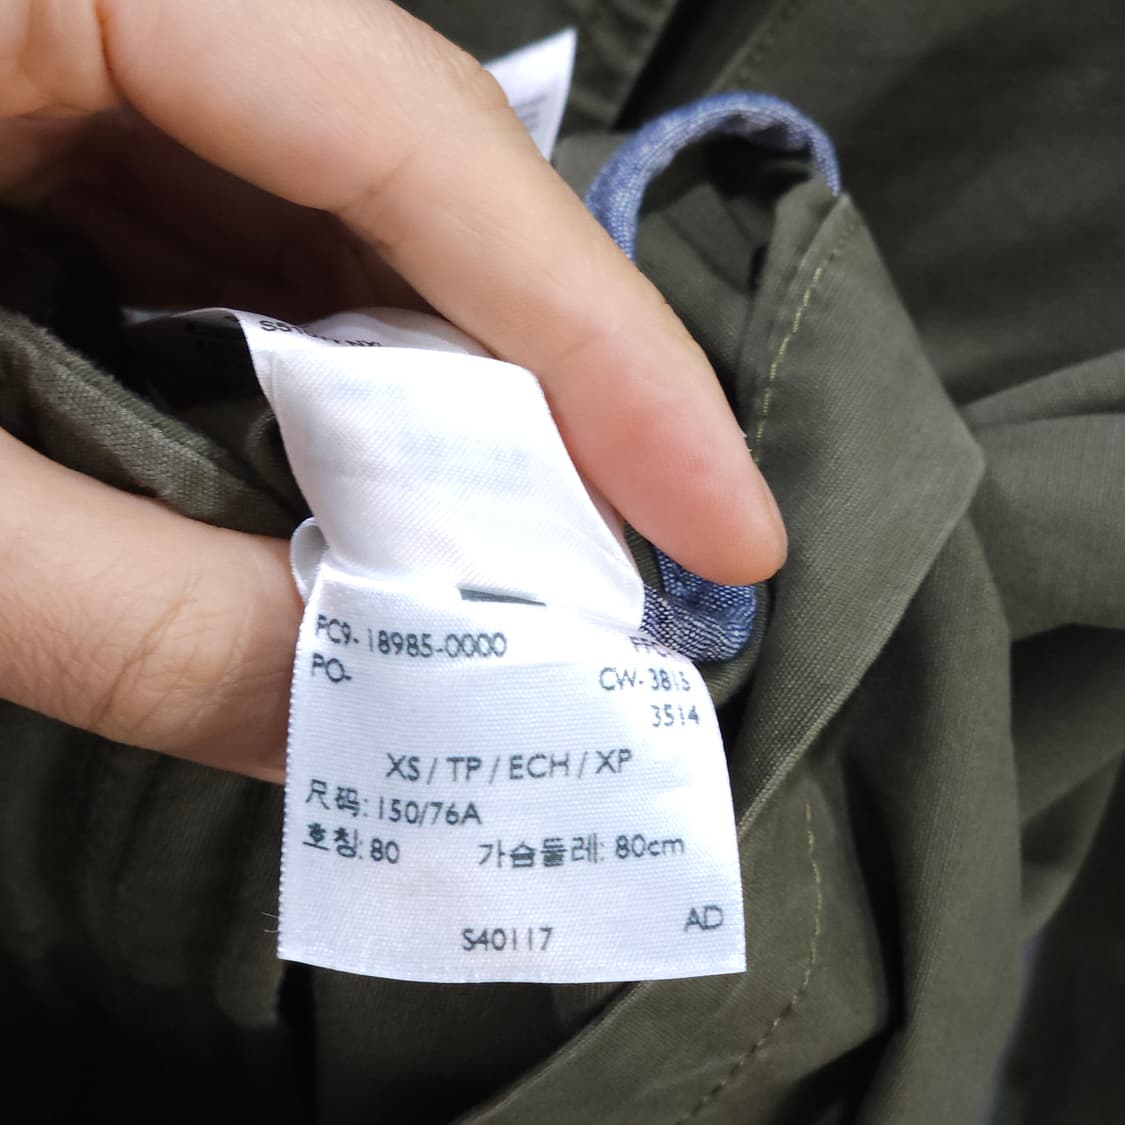 PC9-18985-0000
PO-
CW-3815
3514
XS / TP / ECH / XP
尺码: 150/76A
호칭: 80 가슴둘레: 80cm
AD
S40117